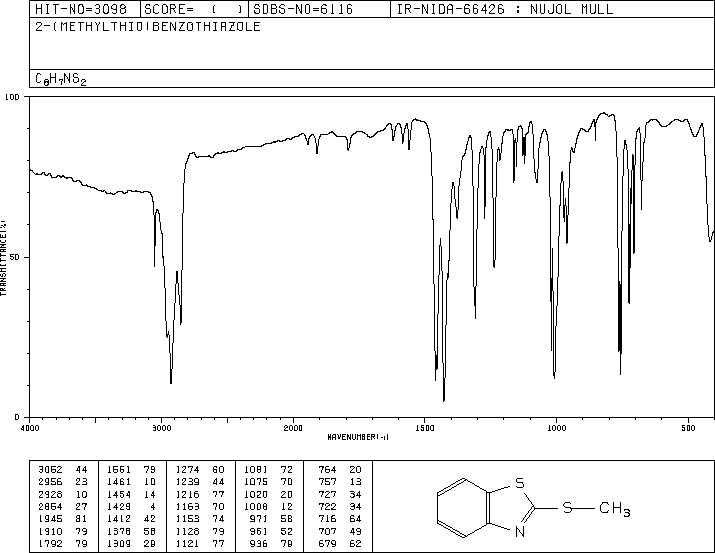 HIT-NO=3098 SCORE= ( ) SDBS-NO=6116 IR-NIDA-66426 : NUJOL MULL
2-(METHYLTHIO)BENZOTHIAZOLE
C8H7NS2
100
50
0
TRANSMITTANCE(%)
4000 3000 2000 1500 1000 500
WAVENUMBER(-1)
3062 44 1561 79 1274 60 1081 72 764 20
2956 23 1461 10 1239 44 1075 70 757 13
2928 10 1454 14 1216 77 1020 20 727 34
2854 27 1429 4 1163 70 1008 12 722 34
1945 81 1412 42 1153 74 971 58 716 64
1910 79 1378 58 1128 79 961 52 707 49
1792 79 1309 29 1121 77 936 79 679 62
S
S CH3
N